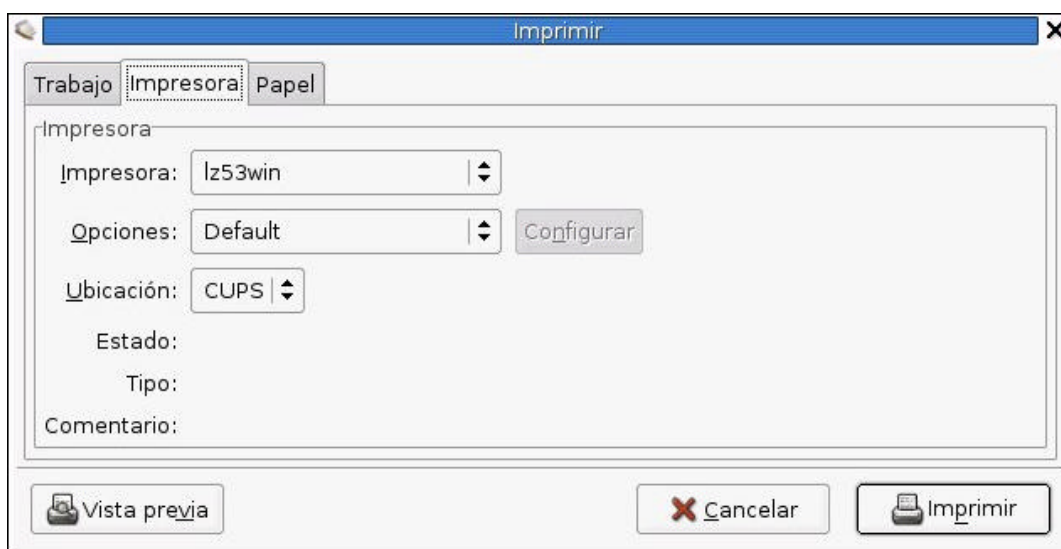 Imprimir
Trabajo Impresora Papel
Impresora
Impresora: lz53win
Opciones: Default Configurar
Ubicación: CUPS
Estado:
Tipo:
Comentario:
Vista previa Cancelar Imprimir